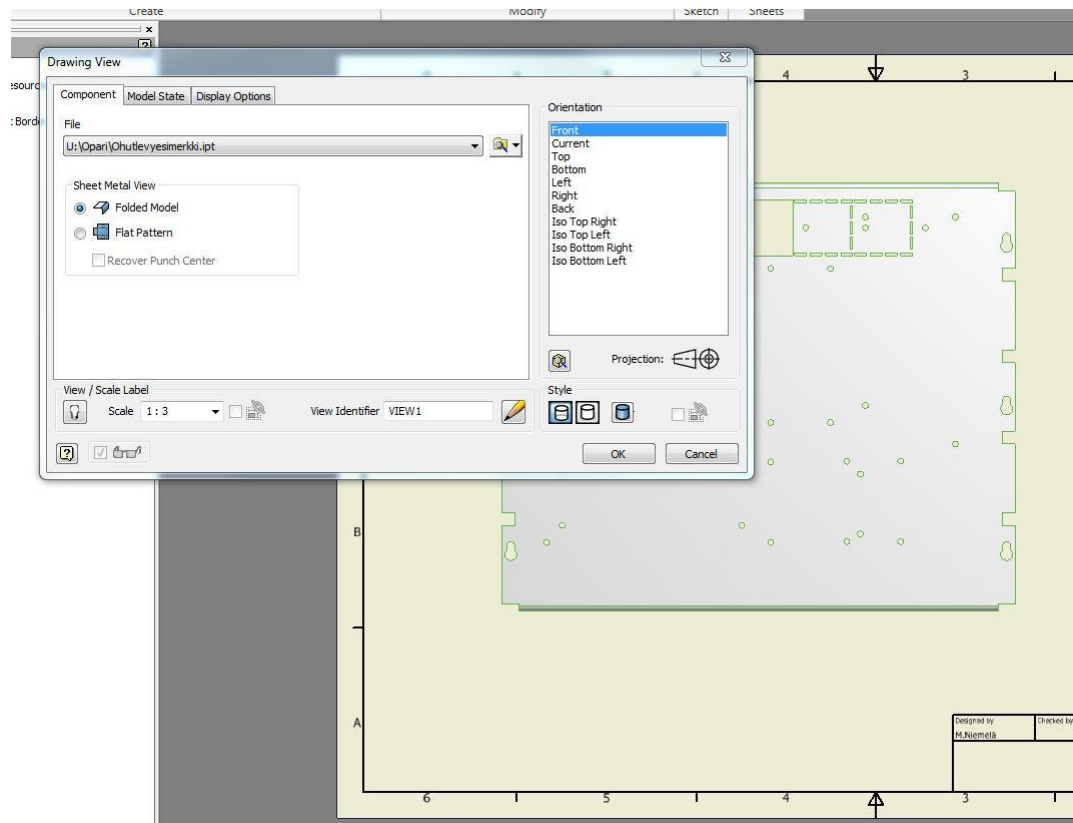 Create
Modify
Sketch
Sheets
Drawing View
Component
Model State
Display Options
File
U:\Opari\Ohutlevyesimerkki.ipt
Sheet Metal View
Folded Model
Flat Pattern
Recover Punch Center
Orientation
Front
Current
Top
Bottom
Left
Right
Back
Iso Top Right
Iso Top Left
Iso Bottom Right
Iso Bottom Left
Projection:
View / Scale Label
Scale 1 : 3
View Identifier VIEW1
Style
OK
Cancel
4
3
B
A
Designed by
M.Niemelä
Checked by
6
5
4
3